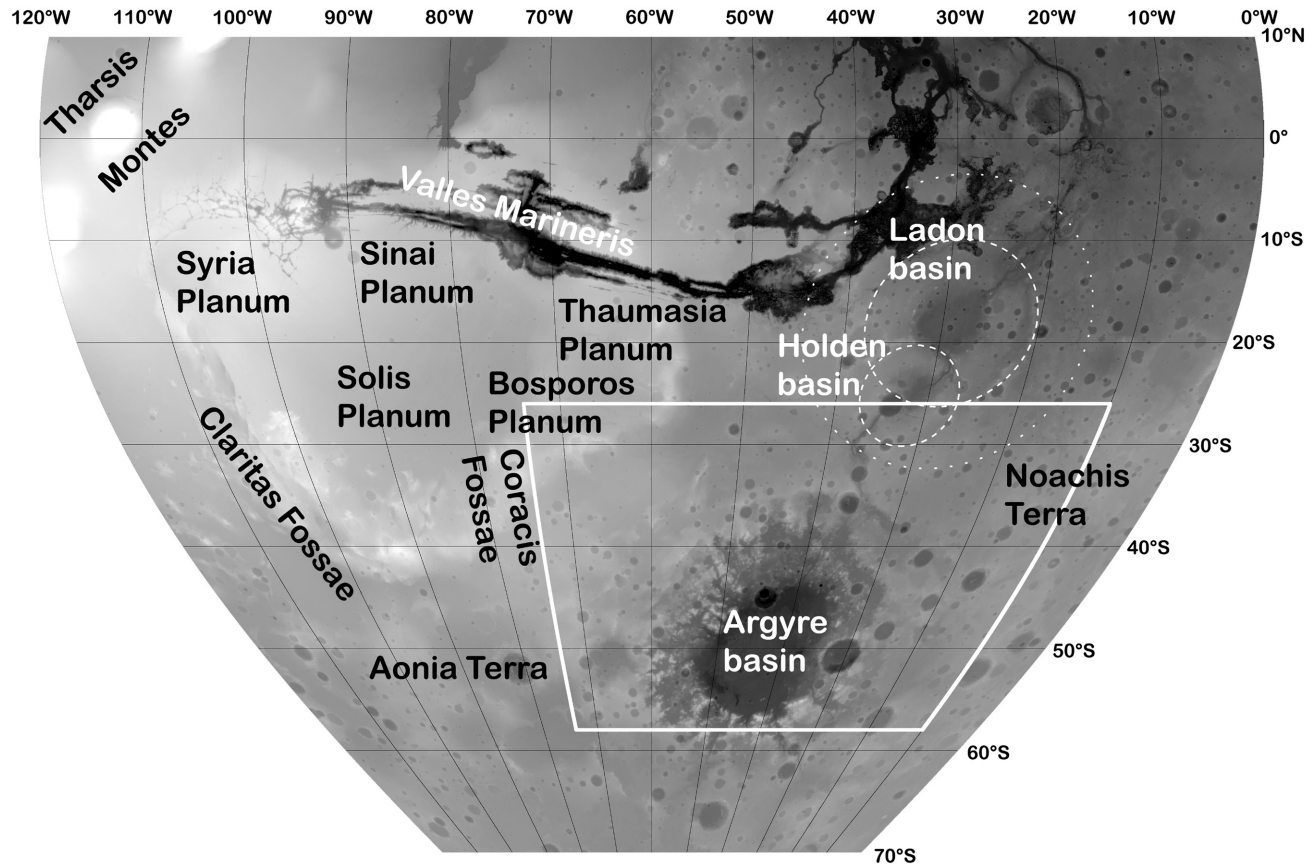 120°W 110°W 100°W 90°W 80°W 70°W 60°W 50°W 40°W 30°W 20°W 10°W 0°W
10°N
Tharsis
Montes
0°
Valles Marineris
10°S
Ladon
basin
Syria
Planum
Sinai
Planum
Thaumasia
Planum
20°S
Holden
basin
Solis
Planum
Bosporos
Planum
30°S
Claritas Fossae
Coracis
Fossae
Noachis
Terra
40°S
Argyre
basin
50°S
Aonia Terra
60°S
70°S